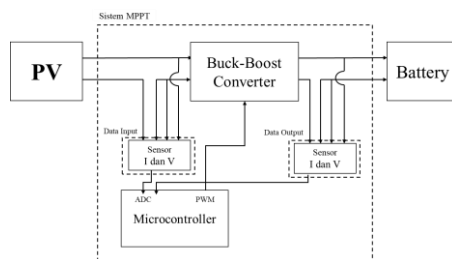 Sistem MPPT
PV
Buck-Boost
Converter
Battery
Data Input
Sensor
I dan V
Data Output
Sensor
I dan V
ADC
PWM
Microcontroller